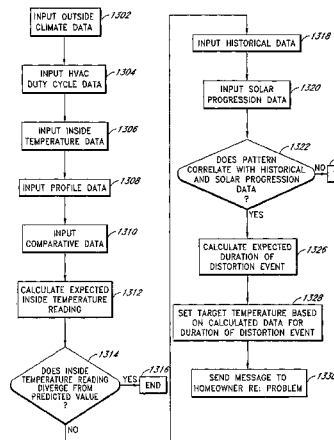 INPUT OUTSIDE
CLIMATE DATA
1302
INPUT HVAC
DUTY CYCLE DATA
1304
INPUT INSIDE
TEMPERATURE DATA
1306
INPUT PROFILE DATA
1308
INPUT
COMPARATIVE DATA
1310
CALCULATE EXPECTED
INSIDE TEMPERATURE
READING
1312
1314
DOES INSIDE
TEMPERATURE READING
DIVERGE FROM
PREDICTED VALUE
?
YES
1316
END
NO
INPUT HISTORICAL DATA
1318
INPUT SOLAR
PROGRESSION DATA
1320
1322
DOES PATTERN
CORRELATE WITH HISTORICAL
AND SOLAR PROGRESSION
DATA
?
NO
YES
CALCULATE EXPECTED
DURATION OF
DISTORTION EVENT
1326
1328
SET TARGET TEMPERATURE BASED
ON CALCULATED DATA FOR
DURATION OF DISTORTION EVENT
SEND MESSAGE TO
HOMEOWNER RE: PROBLEM
1330